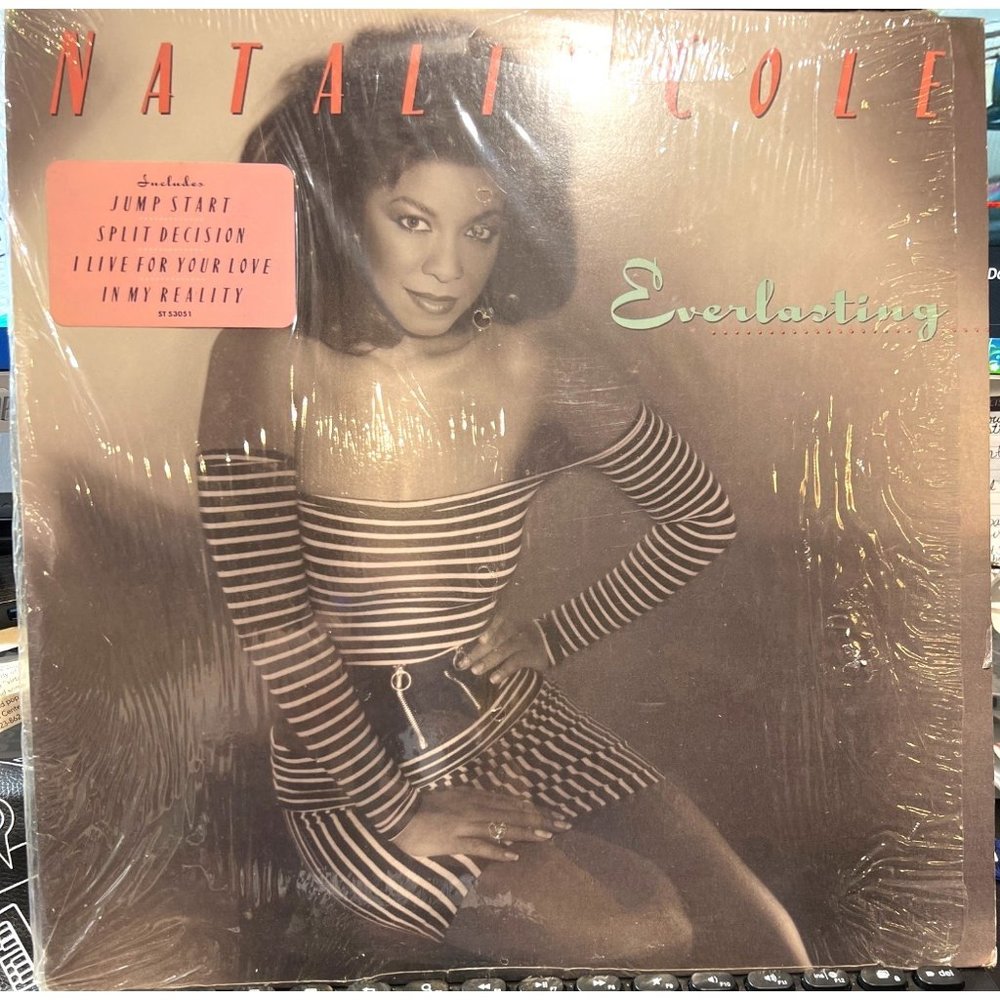 NATALIE COLE
Includes
JUMP START
SPLIT DECISION
I LIVE FOR YOUR LOVE
IN MY REALITY
ST 53051
Everlasting